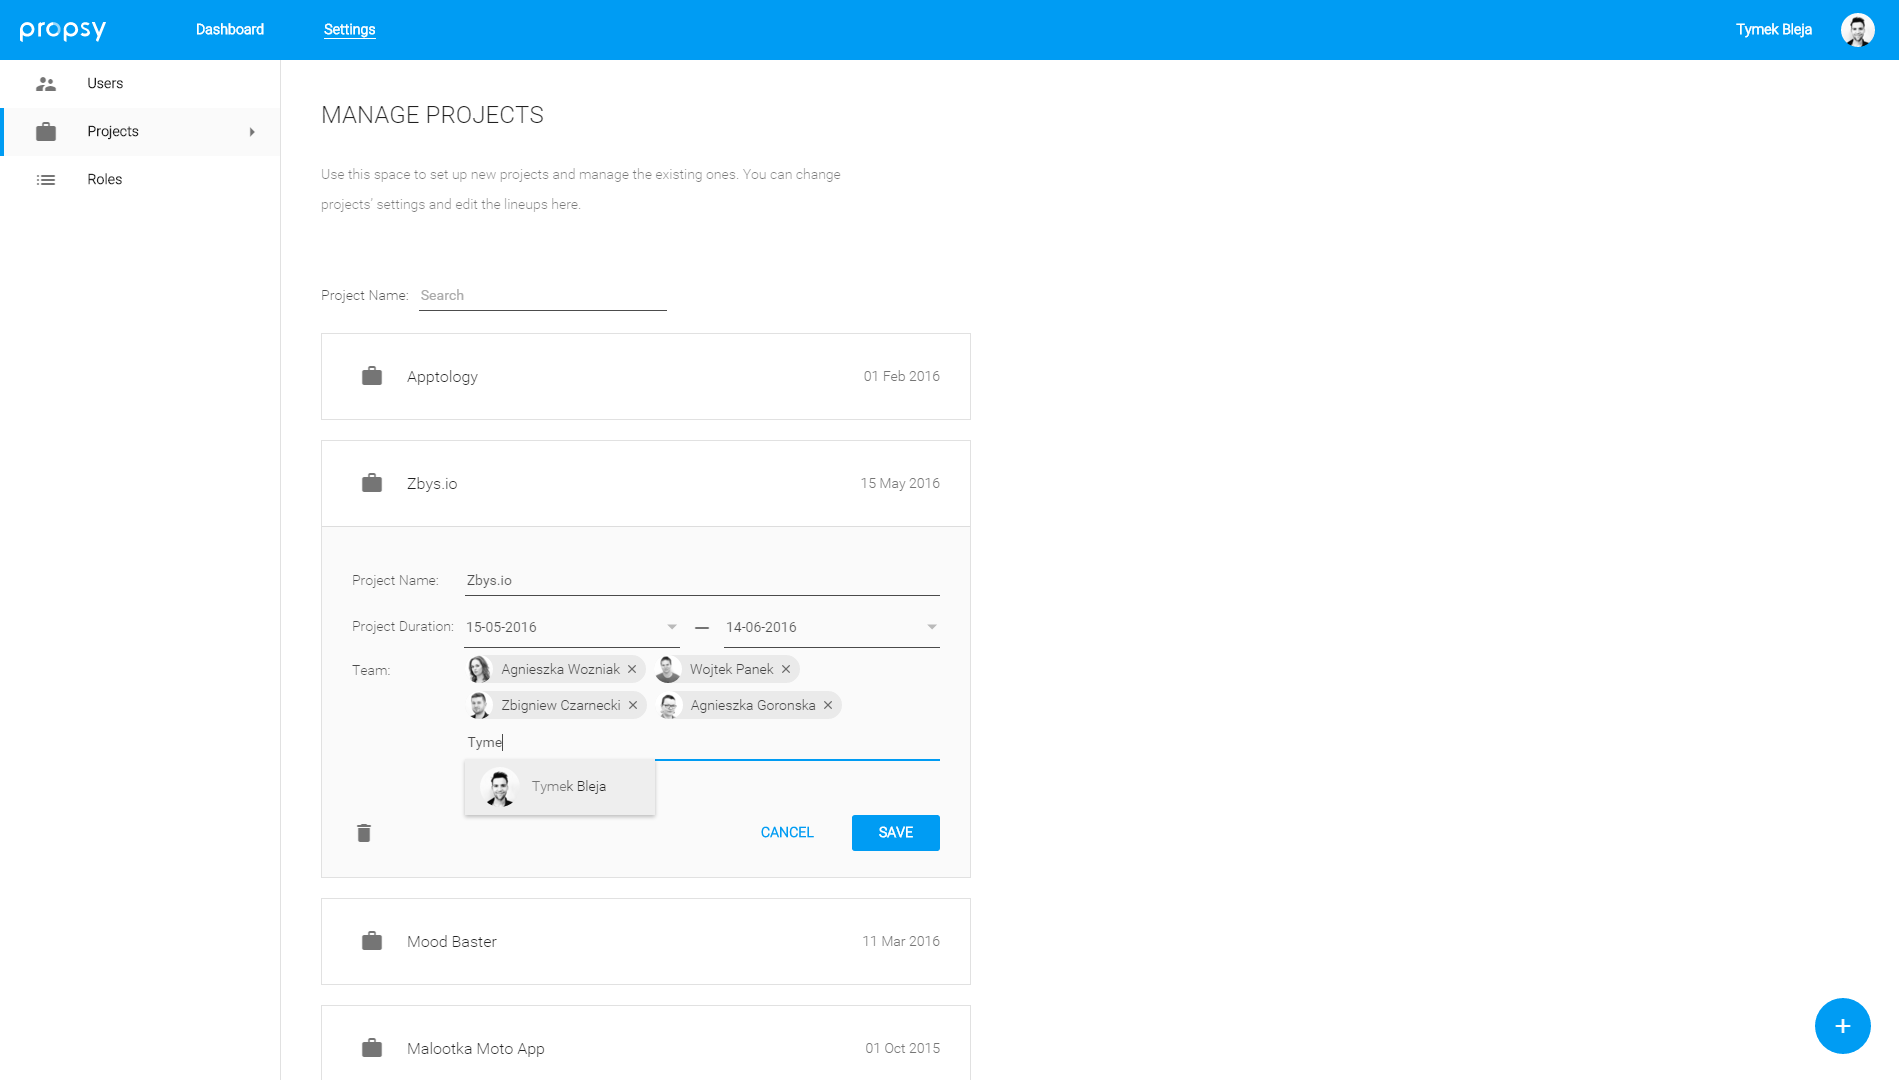 propsy
Dashboard
Settings
Tymek Bleja
Users
Projects
Roles
MANAGE PROJECTS
Use this space to set up new projects and manage the existing ones. You can change
projects' settings and edit the lineups here.
Project Name: Search
Apptology 01 Feb 2016
Zbys.io 15 May 2016
Project Name: Zbys.io
Project Duration: 15-05-2016 — 14-06-2016
Team: Agnieszka Wozniak × Wojtek Panek ×
Zbigniew Czarnecki × Agnieszka Goronska ×
Tyme
Tymek Bleja
CANCEL SAVE
Mood Baster 11 Mar 2016
Malootka Moto App 01 Oct 2015
+